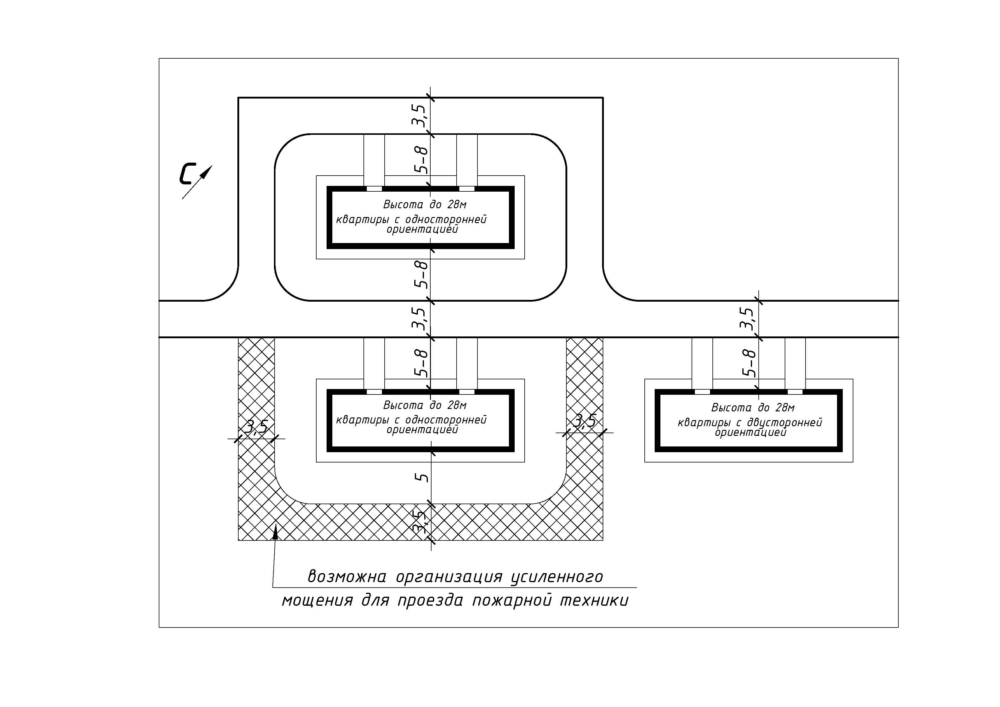 3,5
5-8
С
Высота до 28м
квартиры с односторонней
ориентацией
5-8
3,5
3,5
5-8
5-8
Высота до 28м
квартиры с односторонней
ориентацией
Высота до 28м
квартиры с двусторонней
ориентацией
3,5
3,5
5
3,5
возможна организация усиленного
мощения для проезда пожарной техники